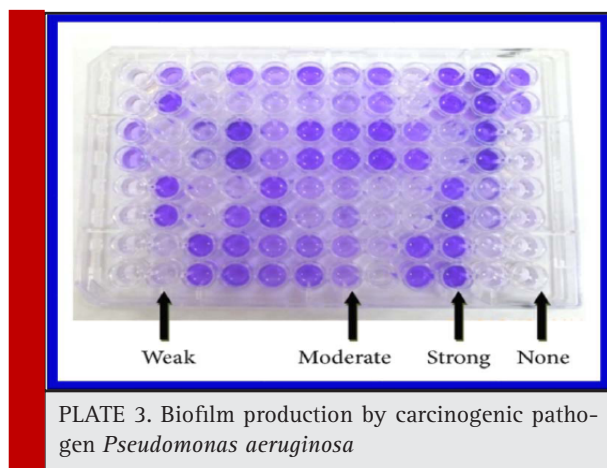 Weak Moderate Strong None
PLATE 3. Biofilm production by carcinogenic patho-
gen Pseudomonas aeruginosa